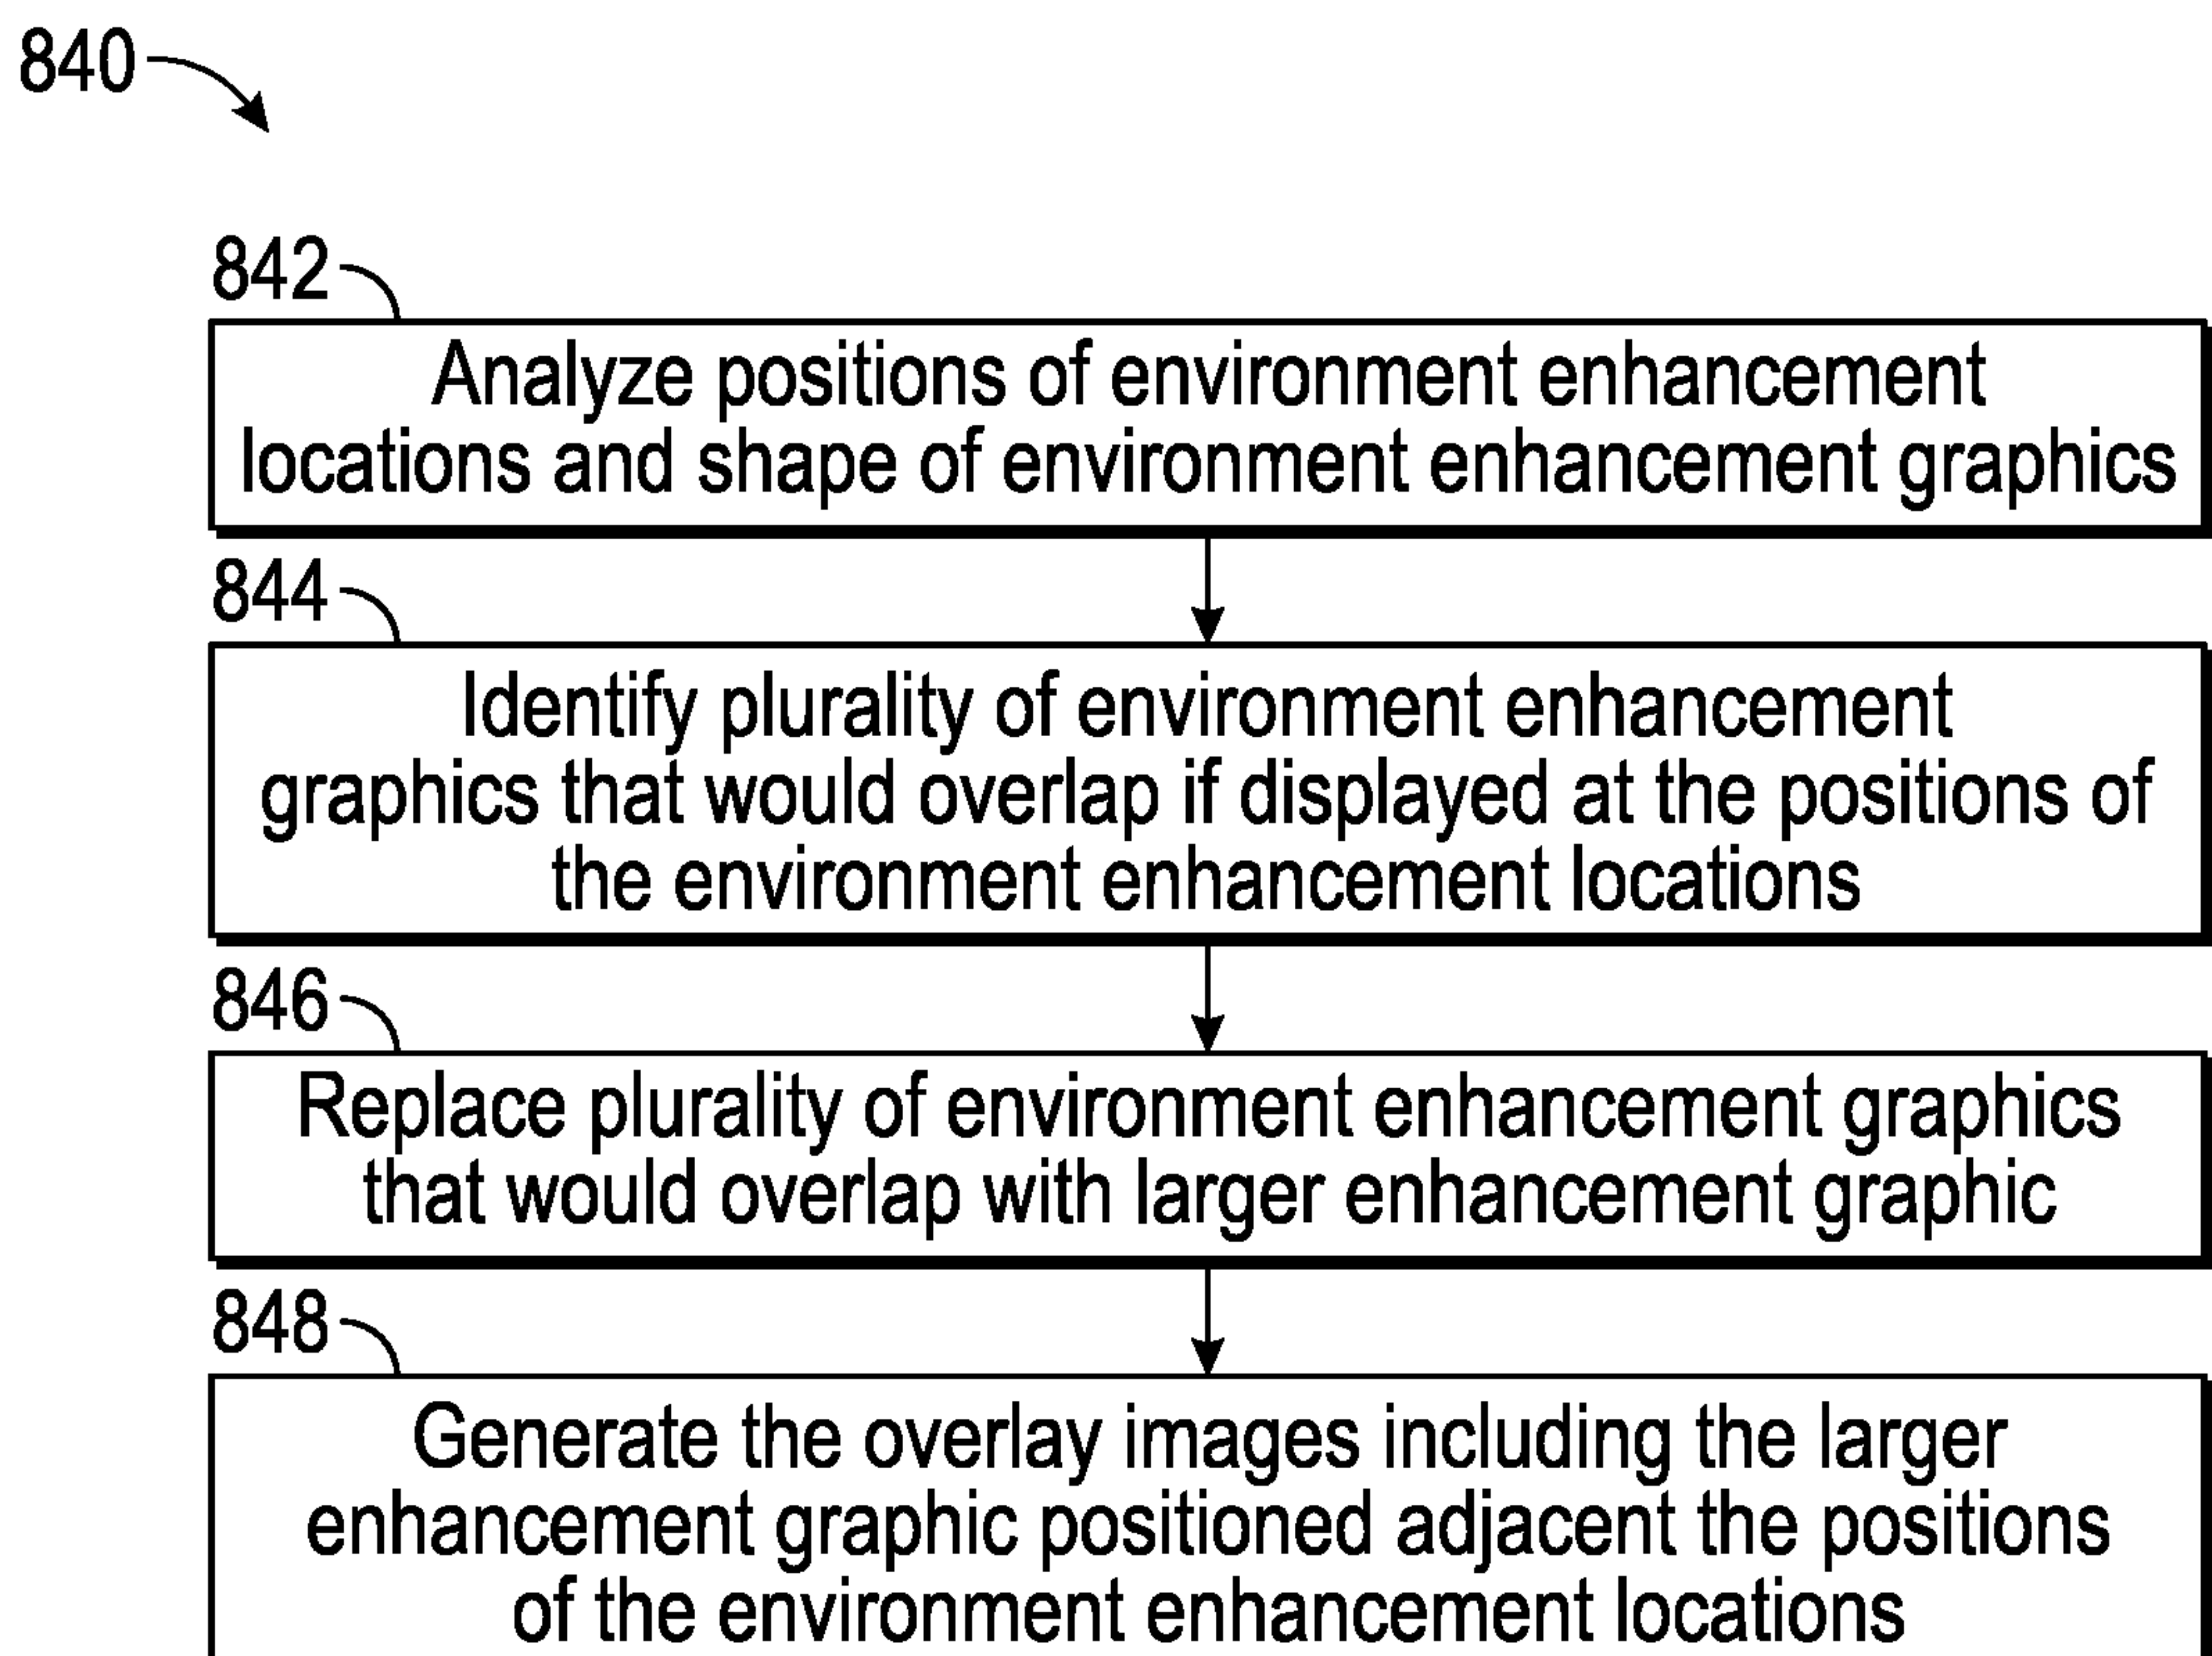 840
842
Analyze positions of environment enhancement
locations and shape of environment enhancement graphics
844
Identify plurality of environment enhancement
graphics that would overlap if displayed at the positions of
the environment enhancement locations
846
Replace plurality of environment enhancement graphics
that would overlap with larger enhancement graphic
848
Generate the overlay images including the larger
enhancement graphic positioned adjacent the positions
of the environment enhancement locations